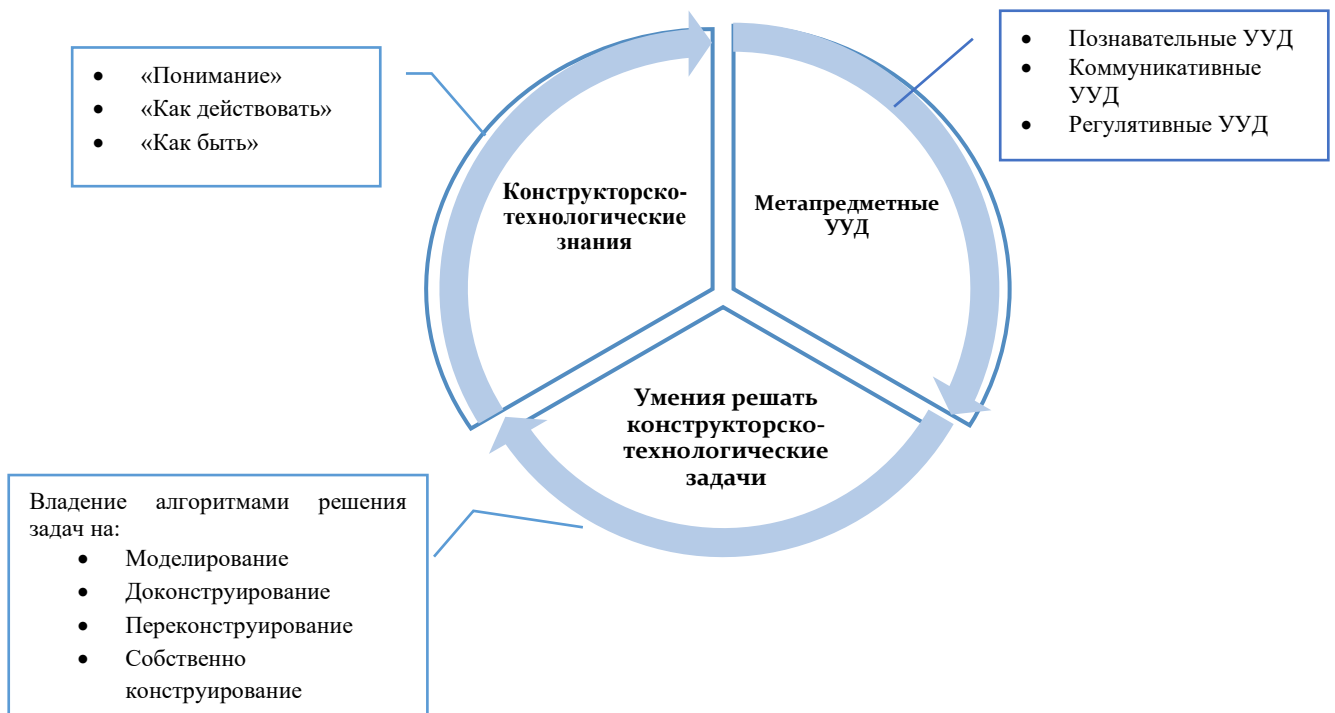 • «Понимание»
• «Как действовать»
• «Как быть»
• Познавательные УУД
• Коммуникативные
УУД
• Регулятивные УУД
Конструкторско-
технологические
знания
Метапредметные
УУД
Умения решать
конструкторско-
технологические
задачи
Владение алгоритмами решения
задач на:
• Моделирование
• Доконструирование
• Переконструирование
• Собственно
конструирование